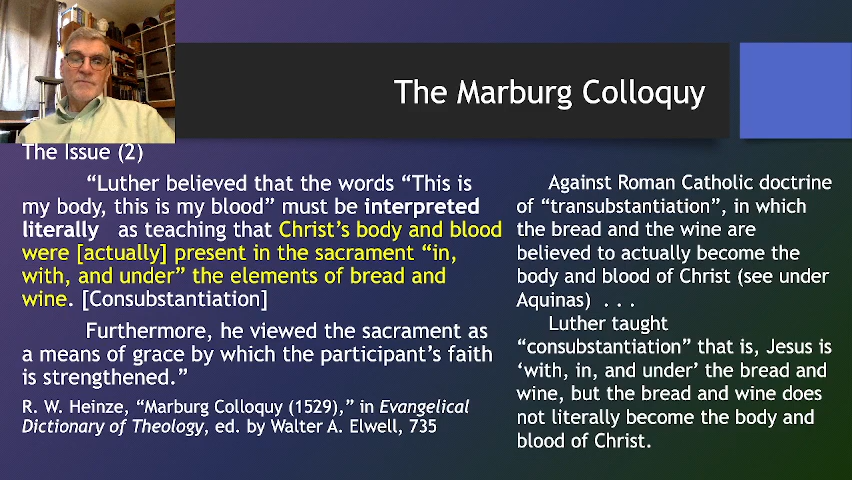 The Marburg Colloquy
The Issue (2)
“Luther believed that the words “This is
my body, this is my blood” must be interpreted
literally as teaching that Christ’s body and blood
were [actually] present in the sacrament “in,
with, and under” the elements of bread and
wine. [Consubstantiation]
Furthermore, he viewed the sacrament as
a means of grace by which the participant’s faith
is strengthened.”
R. W. Heinze, “Marburg Colloquy (1529),” in Evangelical
Dictionary of Theology, ed. by Walter A. Elwell, 735
Against Roman Catholic doctrine
of “transubstantiation”, in which
the bread and the wine are
believed to actually become the
body and blood of Christ (see under
Aquinas) . . .
Luther taught
“consubstantiation” that is, Jesus is
‘with, in, and under’ the bread and
wine, but the bread and wine does
not literally become the body and
blood of Christ.